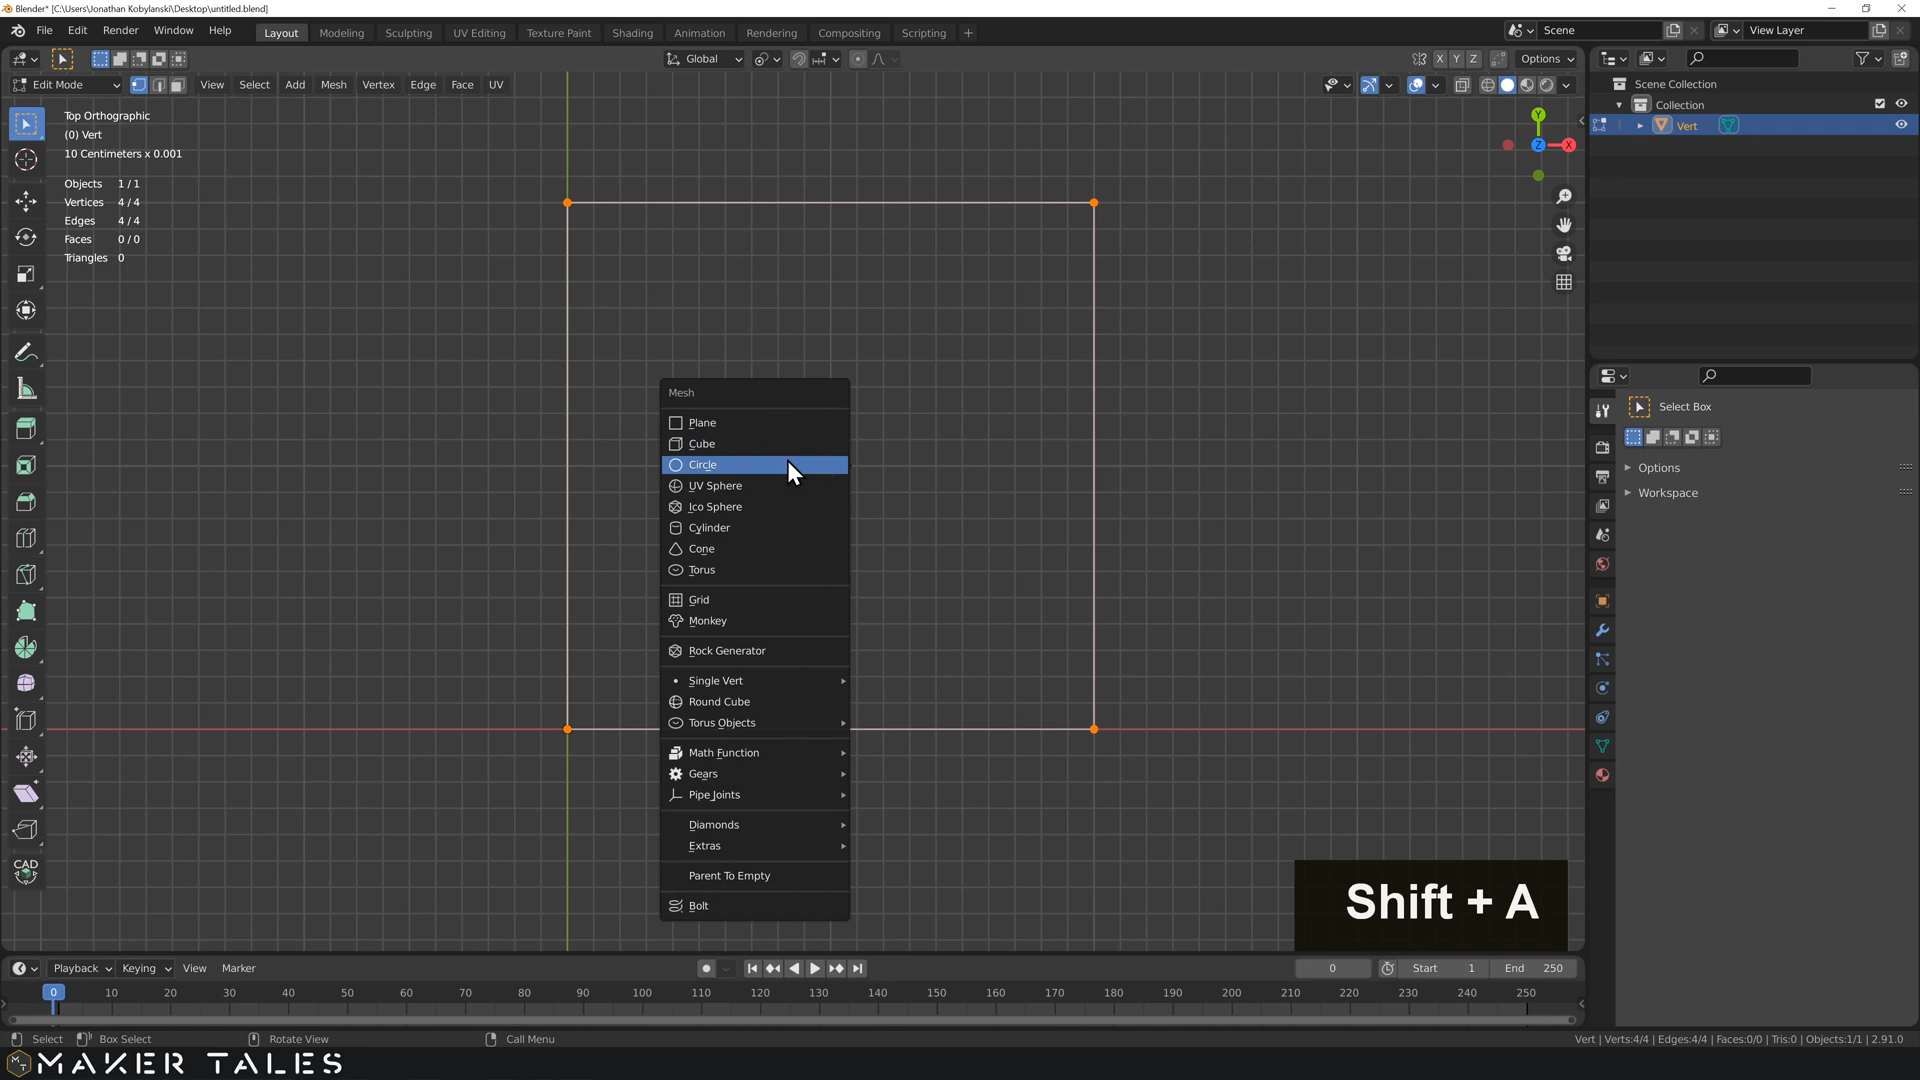 Blender* [C:\Users\Jonathan Kobylanski\Desktop\untitled.blend]
File Edit Render Window Help Layout Modeling Sculpting UV Editing Texture Paint Shading Animation Rendering Compositing Scripting + Scene View Layer
Global X Y Z Options
Edit Mode View Select Add Mesh Vertex Edge Face UV
Scene Collection
Collection
Vert
Top Orthographic
(0) Vert
10 Centimeters x 0.001
Objects 1/1
Vertices 4/4
Edges 4/4
Faces 0/0
Triangles 0
Y
Z
X
Mesh
Plane
Cube
Circle
UV Sphere
Ico Sphere
Cylinder
Cone
Torus
Grid
Monkey
Rock Generator
Single Vert
Round Cube
Torus Objects
Math Function
Gears
Pipe Joints
Diamonds
Extras
Parent To Empty
Bolt
CAD
Select Box
Options
Workspace
Shift + A
Playback Keying View Marker 0 Start 1 End 250
0 10 20 30 40 50 60 70 80 90 100 110 120 130 140 150 160 170 180 190 200 210 220 230 240 250
Select Box Select Rotate View Call Menu Vert | Verts:4/4 | Edges:4/4 | Faces:0/0 | Tris:0 | Objects:1/1 | 2.91.0
MAKER TALES